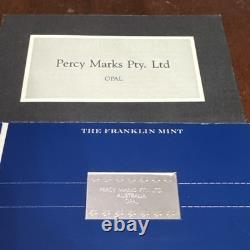 Percy Marks Pty. Ltd
OPAL
THE FRANKLIN MINT
PERCY MARKS PTY. LTD.
AUSTRALIA
OPAL